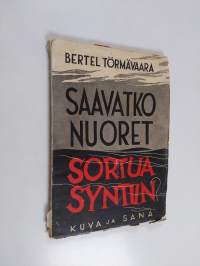 BERTEL TÖRMÄVAARA
SAAVATKO
NUORET
SORTUA
SYNTIIN?
KUVA JA SANA